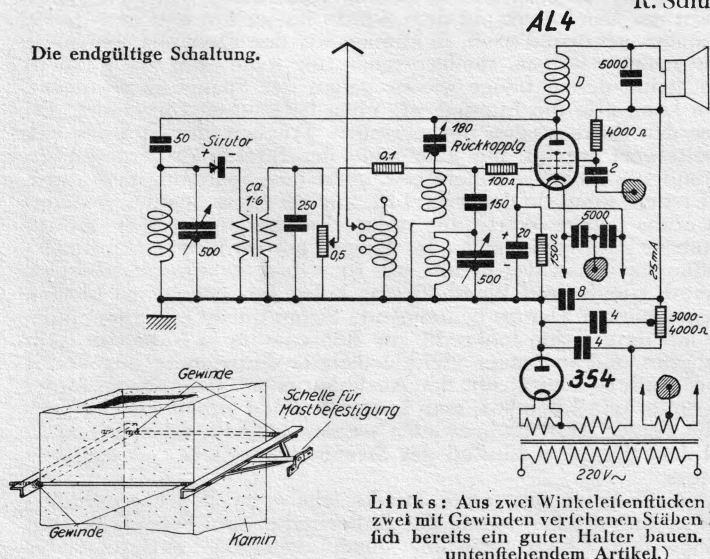 R. Schu
AL4
Die endgültige Schaltung.
5000
D
50
Sirutor
+ -
180
Rückkopplg.
4000 Ω
0,1
100 Ω
2
ca.
1:6
250
150
5000
0,5
500
500
+
20
-
150 Ω
25mA
8
4
4
3000-
4000 Ω
354
220 V ~
Gewinde
Schelle für
Mastbefestigung
Gewinde
Kamin
Links: Aus zwei Winkeleiſenſtücken
zwei mit Gewinden verſehenen Stäben
ſich bereits ein guter Halter bauen.
untenſtehendem Artikel.)